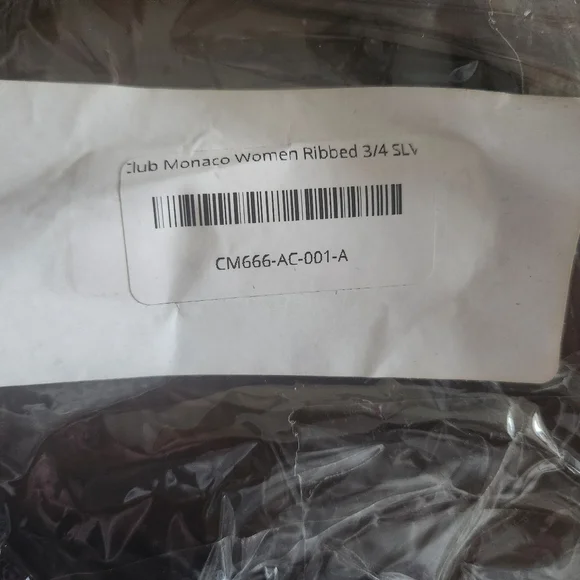 Club Monaco Women Ribbed 3/4 SLV
CM666-AC-001-A